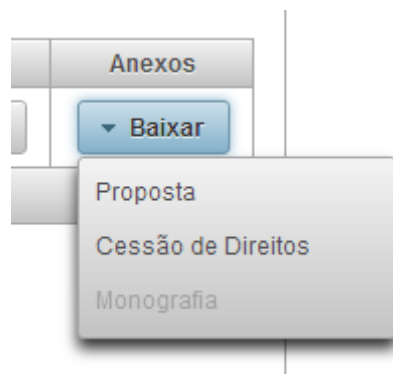 Anexos
Baixar
Proposta
Cessão de Direitos
Monografia